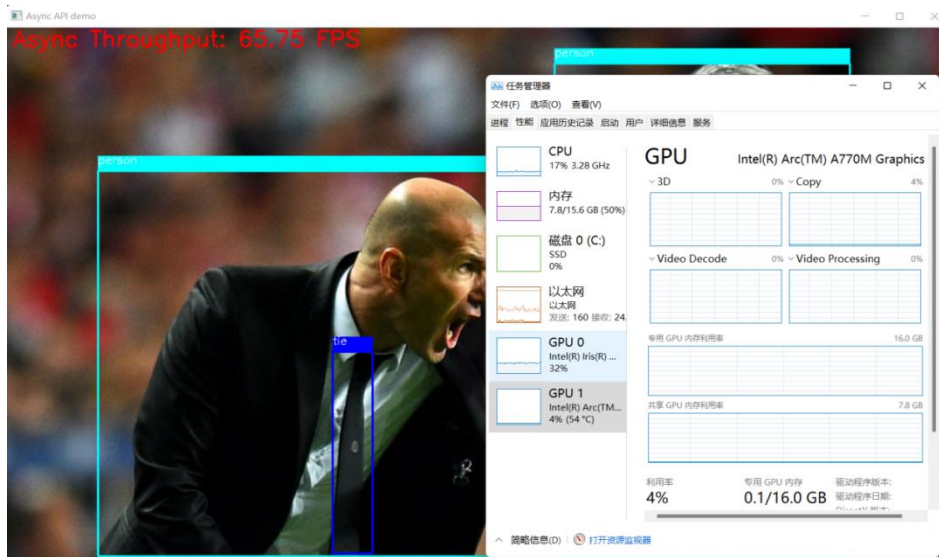 Async API demo
Async Throughput: 65.75 FPS
person
person
tie
任务管理器
文件(F) 选项(O) 查看(V)
进程 性能 应用历史记录 启动 用户 详细信息 服务
CPU
17% 3.28 GHz
内存
7.8/15.6 GB (50%)
磁盘 0 (C:)
SSD
0%
以太网
以太网
发送: 160 接收: 24.
GPU 0
Intel(R) Iris(R) ...
32%
GPU 1
Intel(R) Arc(TM...
4% (54 °C)
GPU Intel(R) Arc(TM) A770M Graphics
3D 0% Copy 4%
Video Decode 0% Video Processing 0%
专用 GPU 内存利用率 16.0 GB
共享 GPU 内存利用率 7.8 GB
利用率 专用 GPU 内存 驱动程序版本:
4% 0.1/16.0 GB 驱动程序日期:
简略信息(D) 打开资源监视器